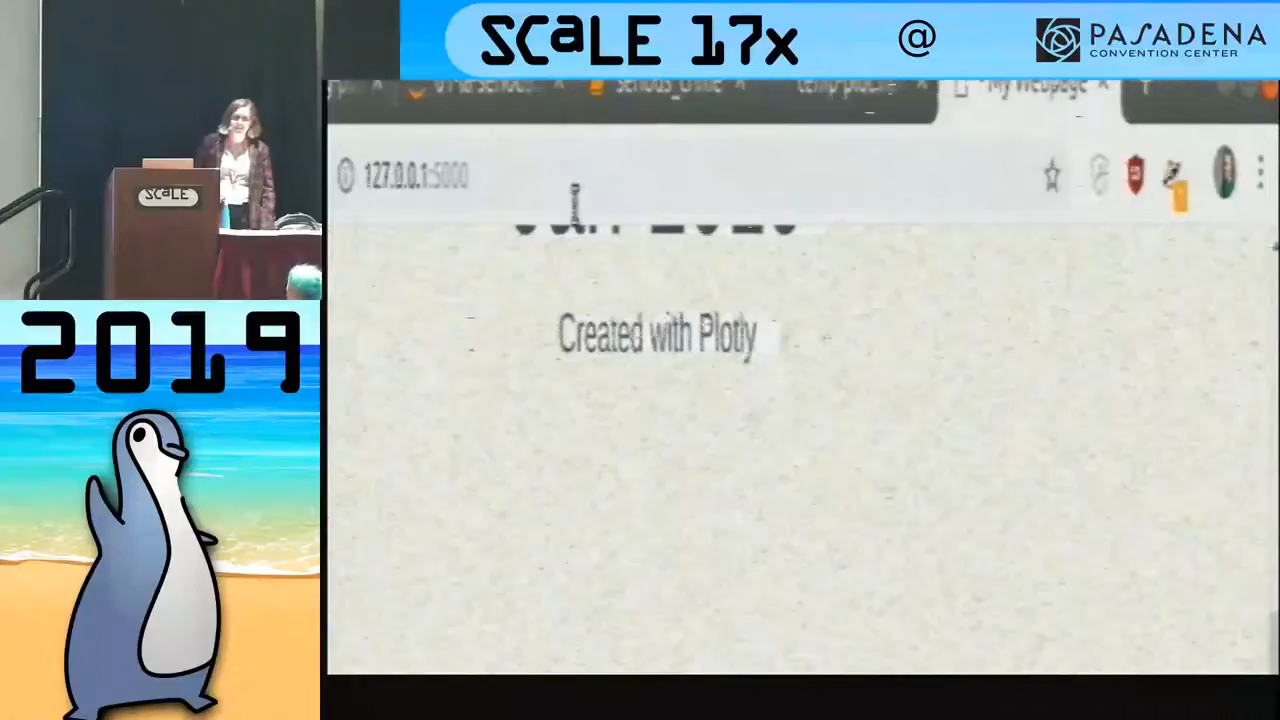 SCALE 17x @ PASADENA
CONVENTION CENTER
My Webpage
127.0.0.1:5000
SCALE
Created with Plotly
2019